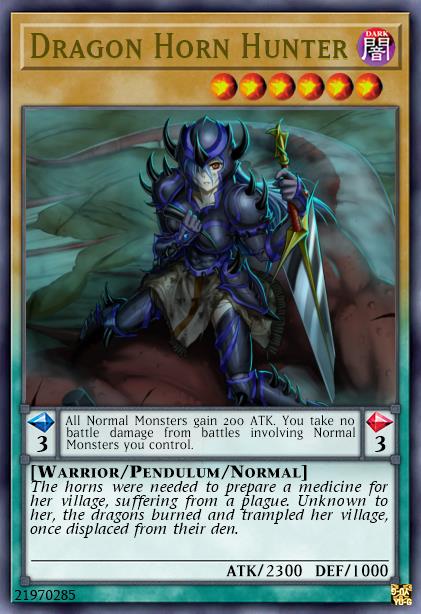 Dragon Horn Hunter
DARK
闇
All Normal Monsters gain 200 ATK. You take no
battle damage from battles involving Normal
Monsters you control.
3
3
[Warrior/Pendulum/Normal]
The horns were needed to prepare a medicine for
her village, suffering from a plague. Unknown to
her, the dragons burned and trampled her village,
once displaced from their den.
ATK/2300 DEF/1000
21970285